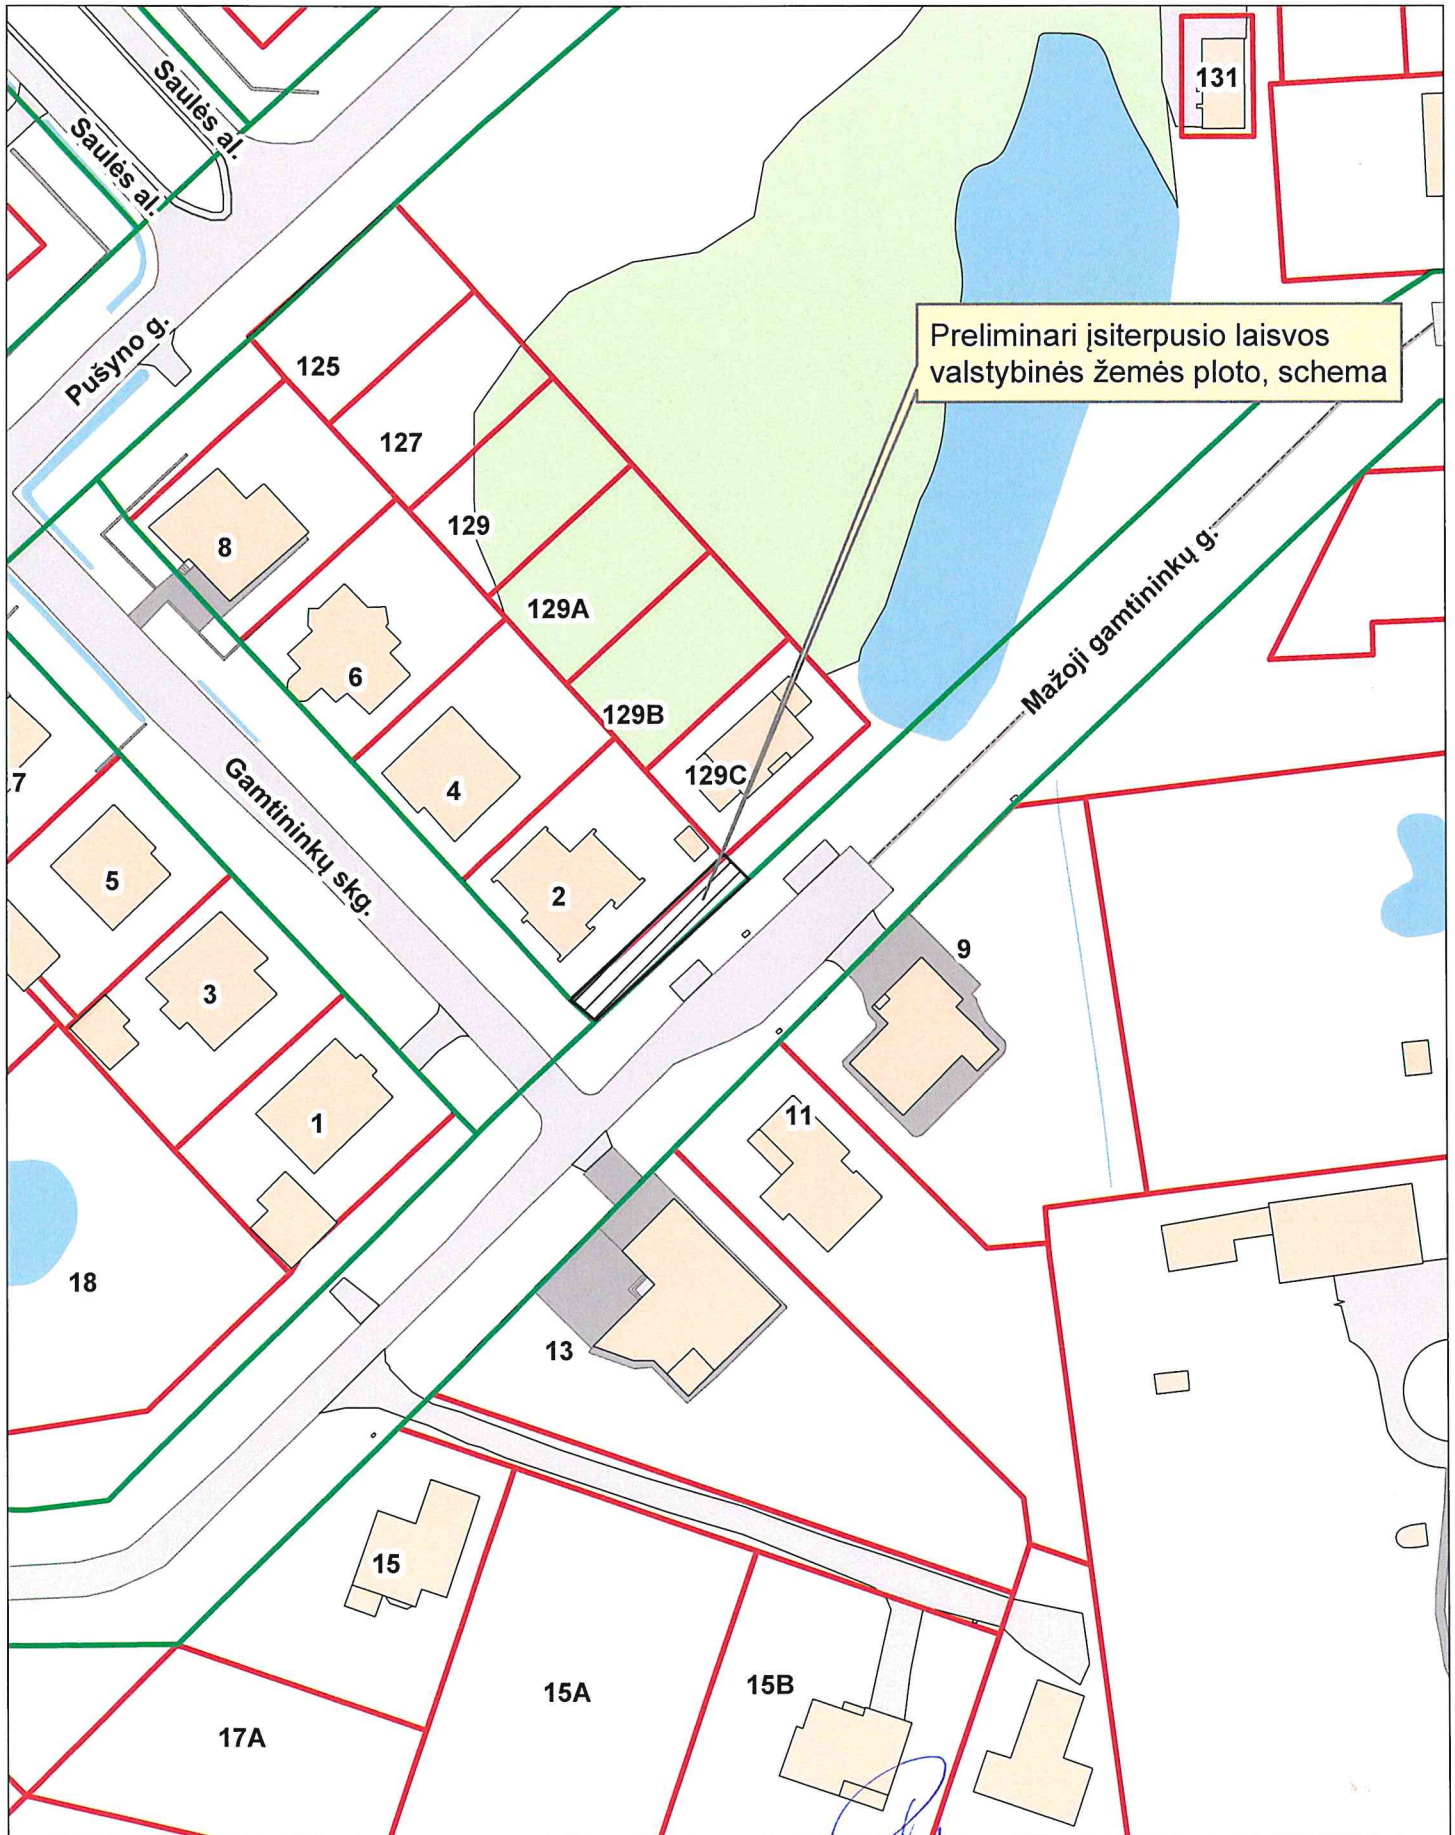 Saulės al.
Saulės al.
131
Pušyno g.
Preliminari įsiterpusio laisvos
valstybinės žemės ploto, schema
125
127
129
8
129A
Mažoji gamtininkų g.
6
129B
129C
4
7
Gamtininkų skg.
5
2
9
3
11
1
18
13
15
15A
15B
17A